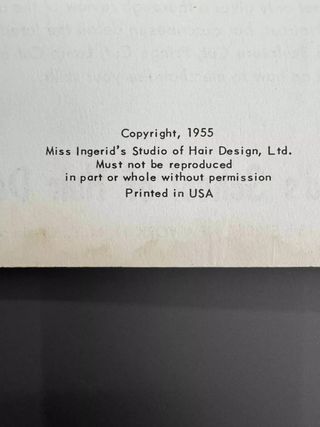 Copyright, 1955
Miss Ingerid's Studio of Hair Design, Ltd.
Must not be reproduced
in part or whole without permission
Printed in USA